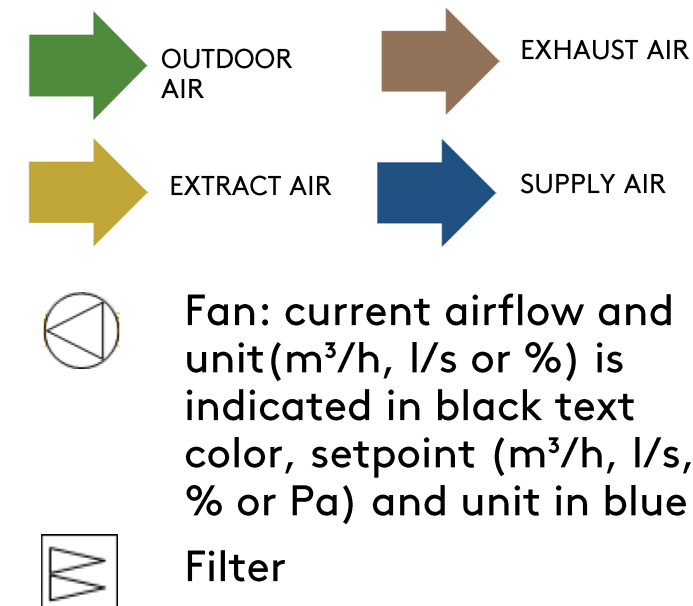 OUTDOOR
AIR
EXHAUST AIR
EXTRACT AIR
SUPPLY AIR
Fan: current airflow and
unit(m³/h, l/s or %) is
indicated in black text
color, setpoint (m³/h, l/s,
% or Pa) and unit in blue
Filter